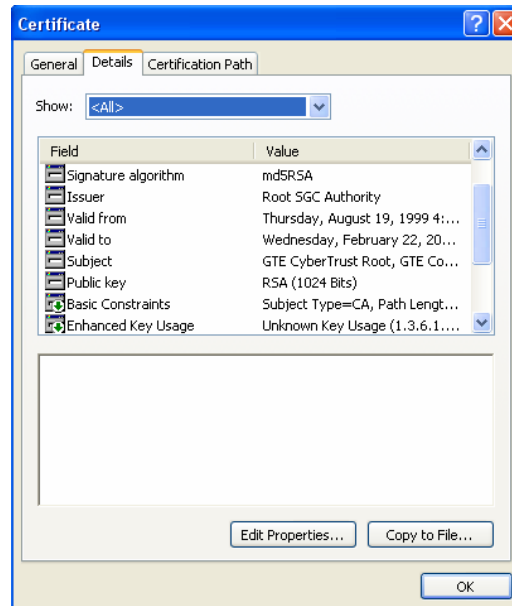 Certificate
General Details Certification Path
Show: <All>
Field Value
Signature algorithm md5RSA
Issuer Root SGC Authority
Valid from Thursday, August 19, 1999 4:...
Valid to Wednesday, February 22, 20...
Subject GTE CyberTrust Root, GTE Co...
Public key RSA (1024 Bits)
Basic Constraints Subject Type=CA, Path Lengt...
Enhanced Key Usage Unknown Key Usage (1.3.6.1....
Edit Properties... Copy to File...
OK